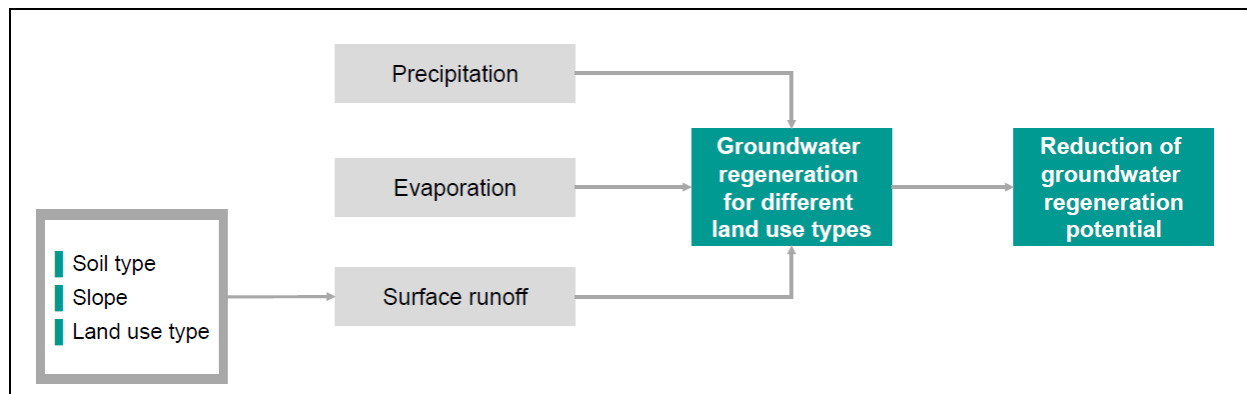 Precipitation
Evaporation
Soil type
Slope
Land use type
Surface runoff
Groundwater
regeneration
for different
land use types
Reduction of
groundwater
regeneration
potential